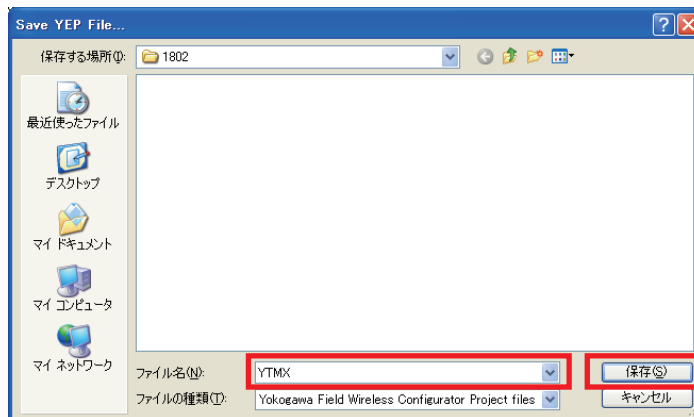 Save YEP File...
保存する場所(I):
1802
最近使ったファイル
デスクトップ
マイ ドキュメント
マイ コンピュータ
マイ ネットワーク
ファイル名(N):
YTMX
保存(S)
ファイルの種類(T):
Yokogawa Field Wireless Configurator Project files
キャンセル